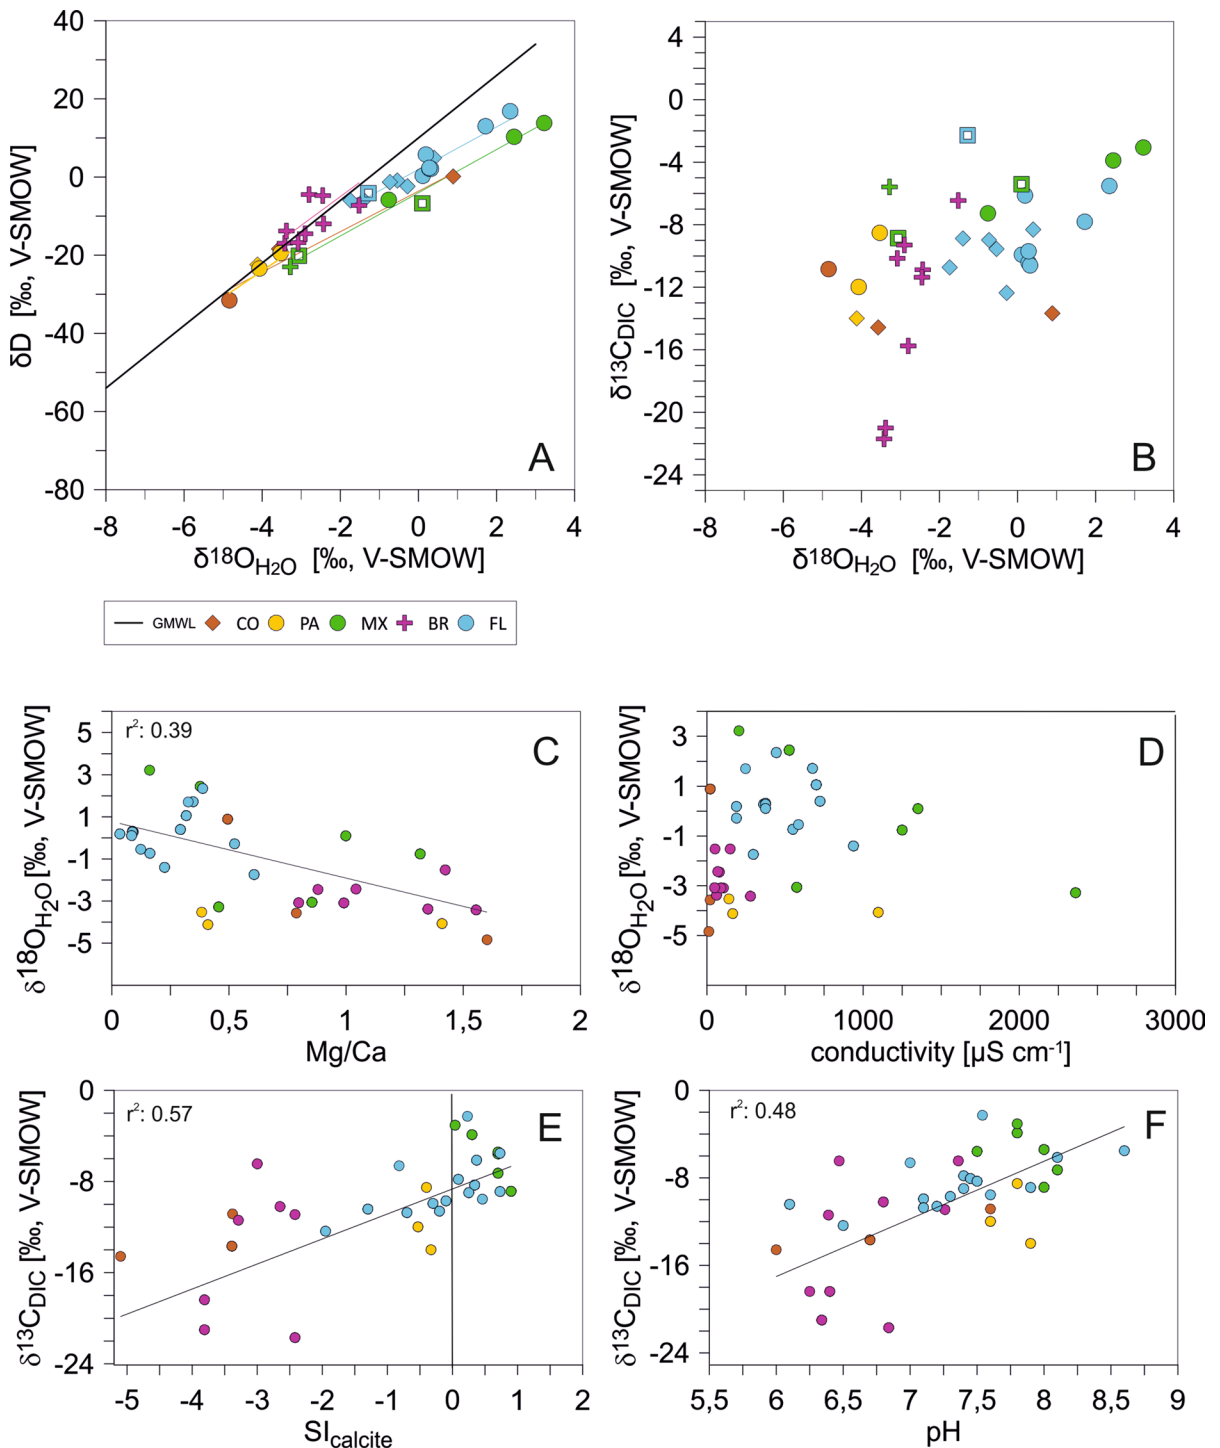 40
20
0
-20
-40
-60
-80
δD [‰, V-SMOW]
A
-8 -6 -4 -2 0 2 4
δ18OH2O [‰, V-SMOW]
4
0
-4
-8
-12
-16
-20
-24
δ13CDIC [‰, V-SMOW]
B
-8 -6 -4 -2 0 2 4
δ18OH2O [‰, V-SMOW]
GMWL CO PA MX BR FL
5
3
1
-1
-3
-5
δ18OH2O [‰, V-SMOW]
r2: 0.39
C
0 0,5 1 1,5 2
Mg/Ca
3
1
-1
-3
-5
δ18OH2O [‰, V-SMOW]
D
0 1000 2000 3000
conductivity [µS cm-1]
0
-8
-16
-24
δ13CDIC [‰, V-SMOW]
r2: 0.57
E
-5 -4 -3 -2 -1 0 1 2
SIcalcite
0
-8
-16
-24
δ13CDIC [‰, V-SMOW]
r2: 0.48
F
5,5 6 6,5 7 7,5 8 8,5 9
pH